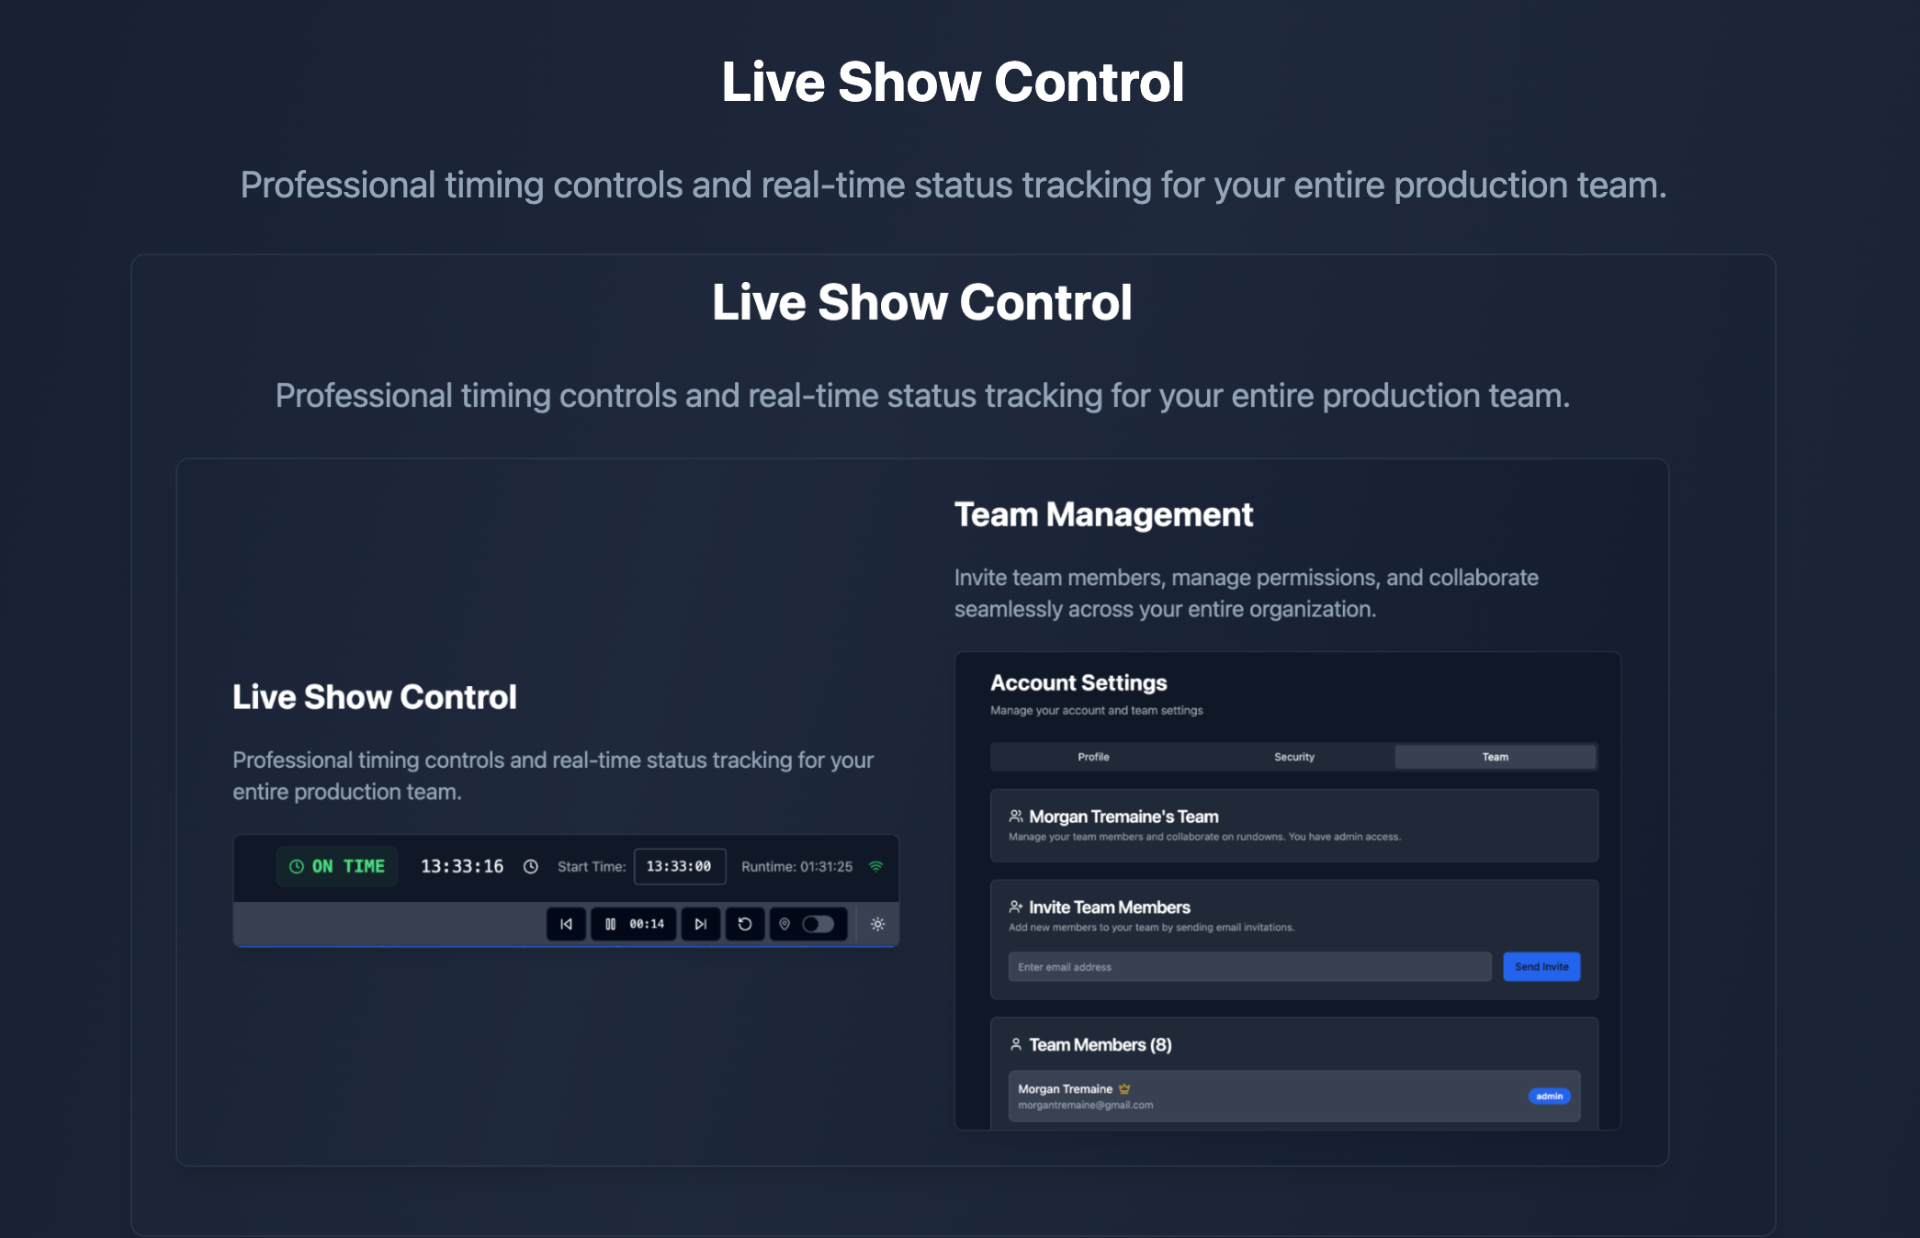 Live Show Control
Professional timing controls and real-time status tracking for your entire production team.
Live Show Control
Professional timing controls and real-time status tracking for your entire production team.
Live Show Control
Professional timing controls and real-time status tracking for your
entire production team.
ON TIME 13:33:16 Start Time: 13:33:00 Runtime: 01:31:25
00:14
Team Management
Invite team members, manage permissions, and collaborate
seamlessly across your entire organization.
Account Settings
Manage your account and team settings
Profile Security Team
Morgan Tremaine's Team
Manage your team members and collaborate on rundowns. You have admin access.
Invite Team Members
Add new members to your team by sending email invitations.
Enter email address Send Invite
Team Members (8)
Morgan Tremaine
admin
morgantremaine@gmail.com